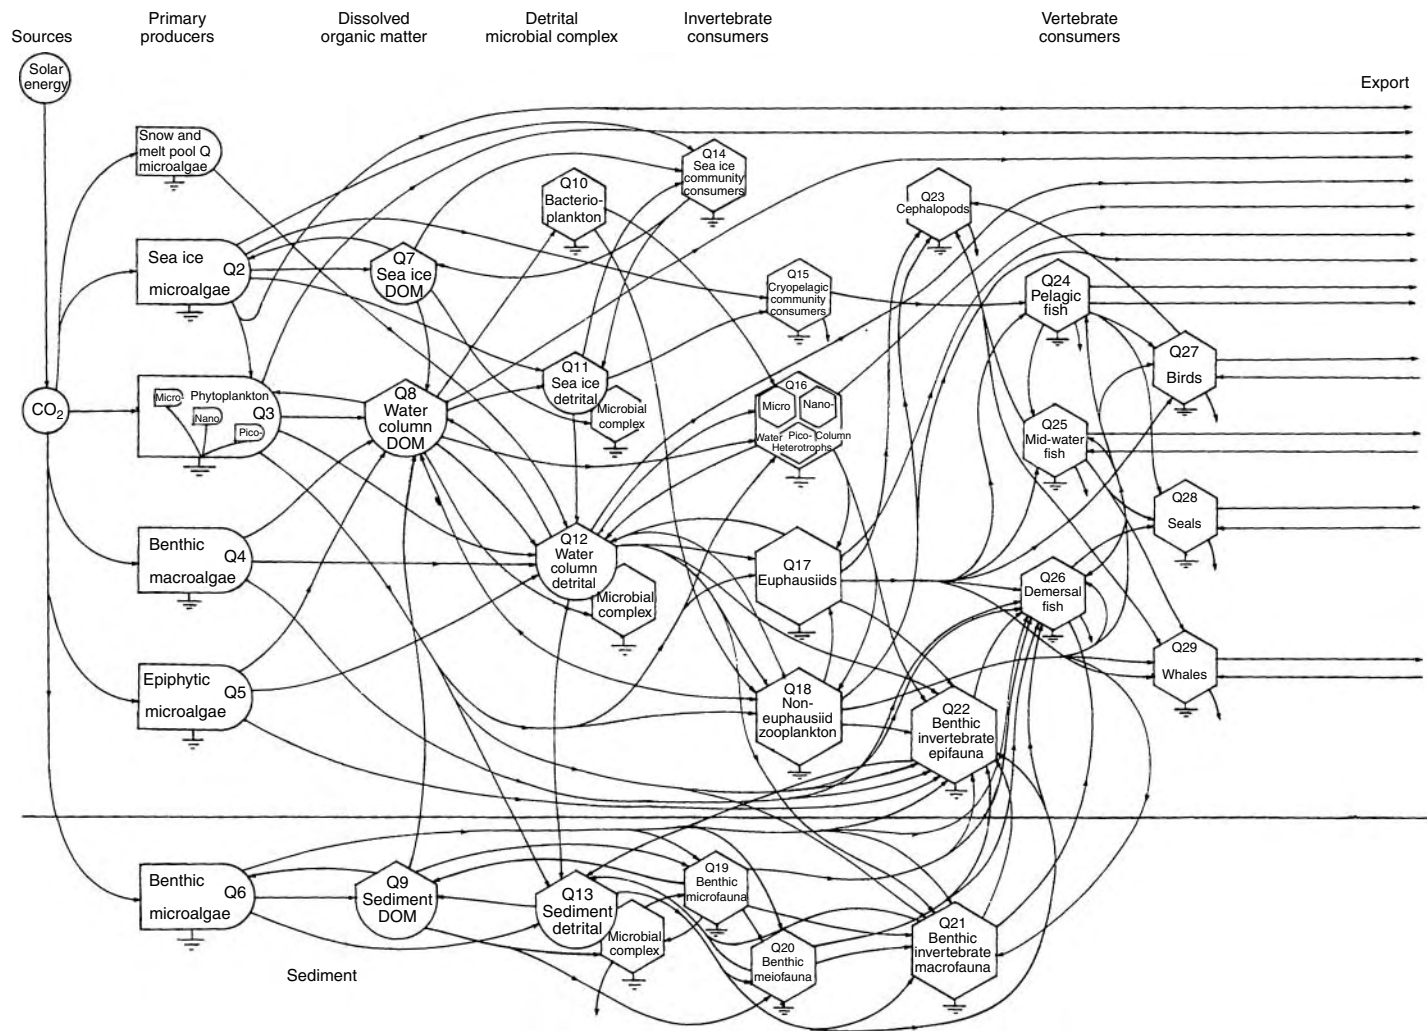 Sources
Primary
producers
Dissolved
organic matter
Detrital
microbial complex
Invertebrate
consumers
Vertebrate
consumers
Export
Solar
energy
CO2
Snow and
melt pool Q
microalgae
Sea ice
Q2
microalgae
Micro
Phytoplankton
Q3
Nano
Pico-
Benthic
Q4
macroalgae
Epiphytic
Q5
microalgae
Benthic
Q6
microalgae
Q7
Sea ice
DOM
Q8
Water
column
DOM
Q9
Sediment
DOM
Q10
Bacterio-
plankton
Q11
Sea ice
detrital
Microbial
complex
Q12
Water
column
detrital
Microbial
complex
Q13
Sediment
detrital
Microbial
complex
Q14
Sea ice
community
consumers
Q15
Cryopelagic
community
consumers
Q16
Micro
Nano-
Water
Pico-
Column
Heterotrophs
Q17
Euphausiids
Q18
Non-
euphausiid
zooplankton
Q19
Benthic
microfauna
Q20
Benthic
meiofauna
Q21
Benthic
invertebrate
macrofauna
Q22
Benthic
invertebrate
epifauna
Q23
Cephalopods
Q24
Pelagic
fish
Q25
Mid-water
fish
Q26
Demersal
fish
Q27
Birds
Q28
Seals
Q29
Whales
Sediment